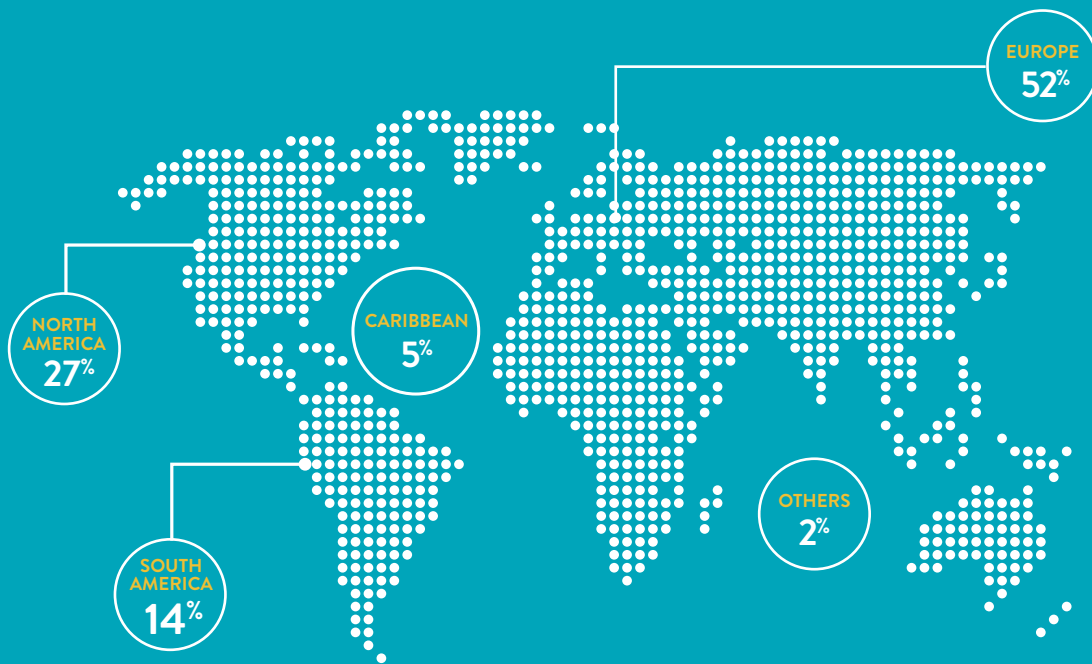 EUROPE
52%
NORTH
AMERICA
27%
CARIBBEAN
5%
OTHERS
2%
SOUTH
AMERICA
14%